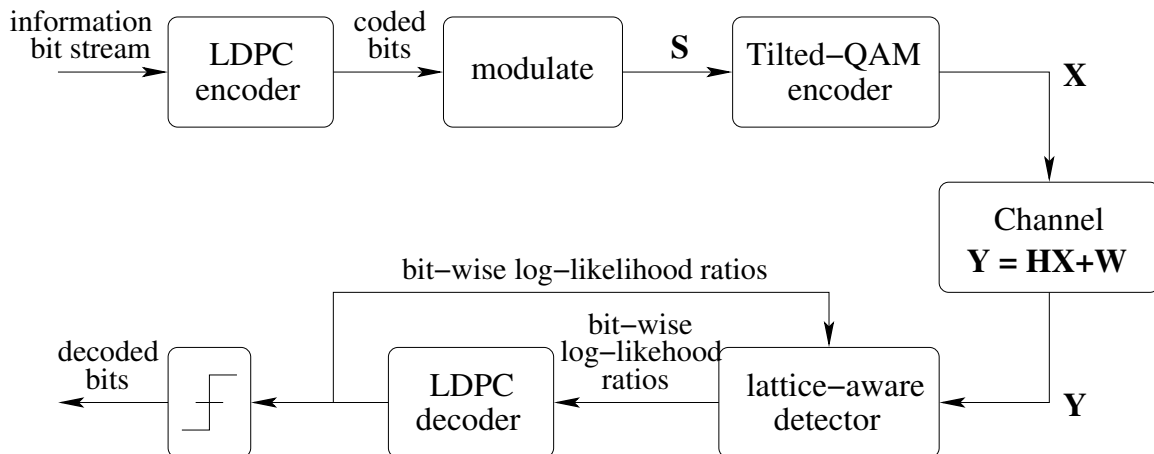 information
bit stream
LDPC
encoder
coded
bits
modulate
S
Tilted−QAM
encoder
X
Channel
Y = HX+W
bit−wise log−likelihood ratios
bit−wise
log−likehood
ratios
decoded
bits
LDPC
decoder
lattice−aware
detector
Y